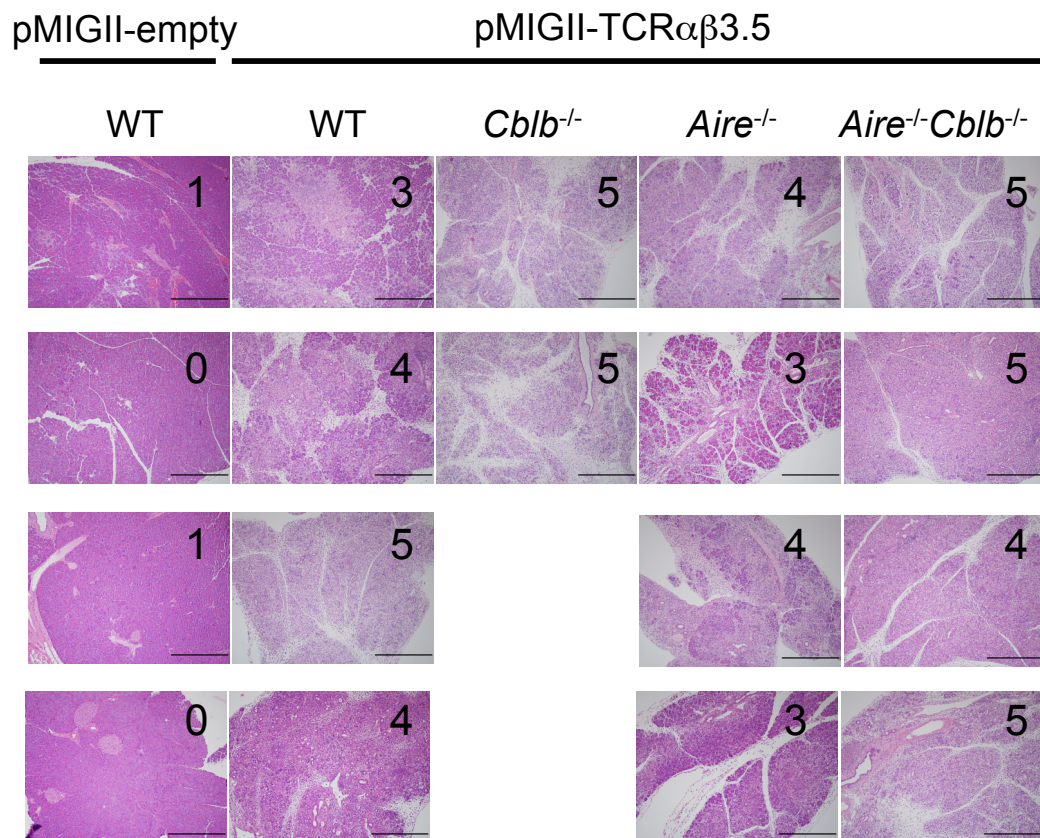 pMIGII-empty pMIGII-TCRαβ3.5
WT WT Cblb-/- Aire-/- Aire-/-Cblb-/-
1 3 5 4 5
0 4 5 3 5
1 5 4 4
0 4 3 5